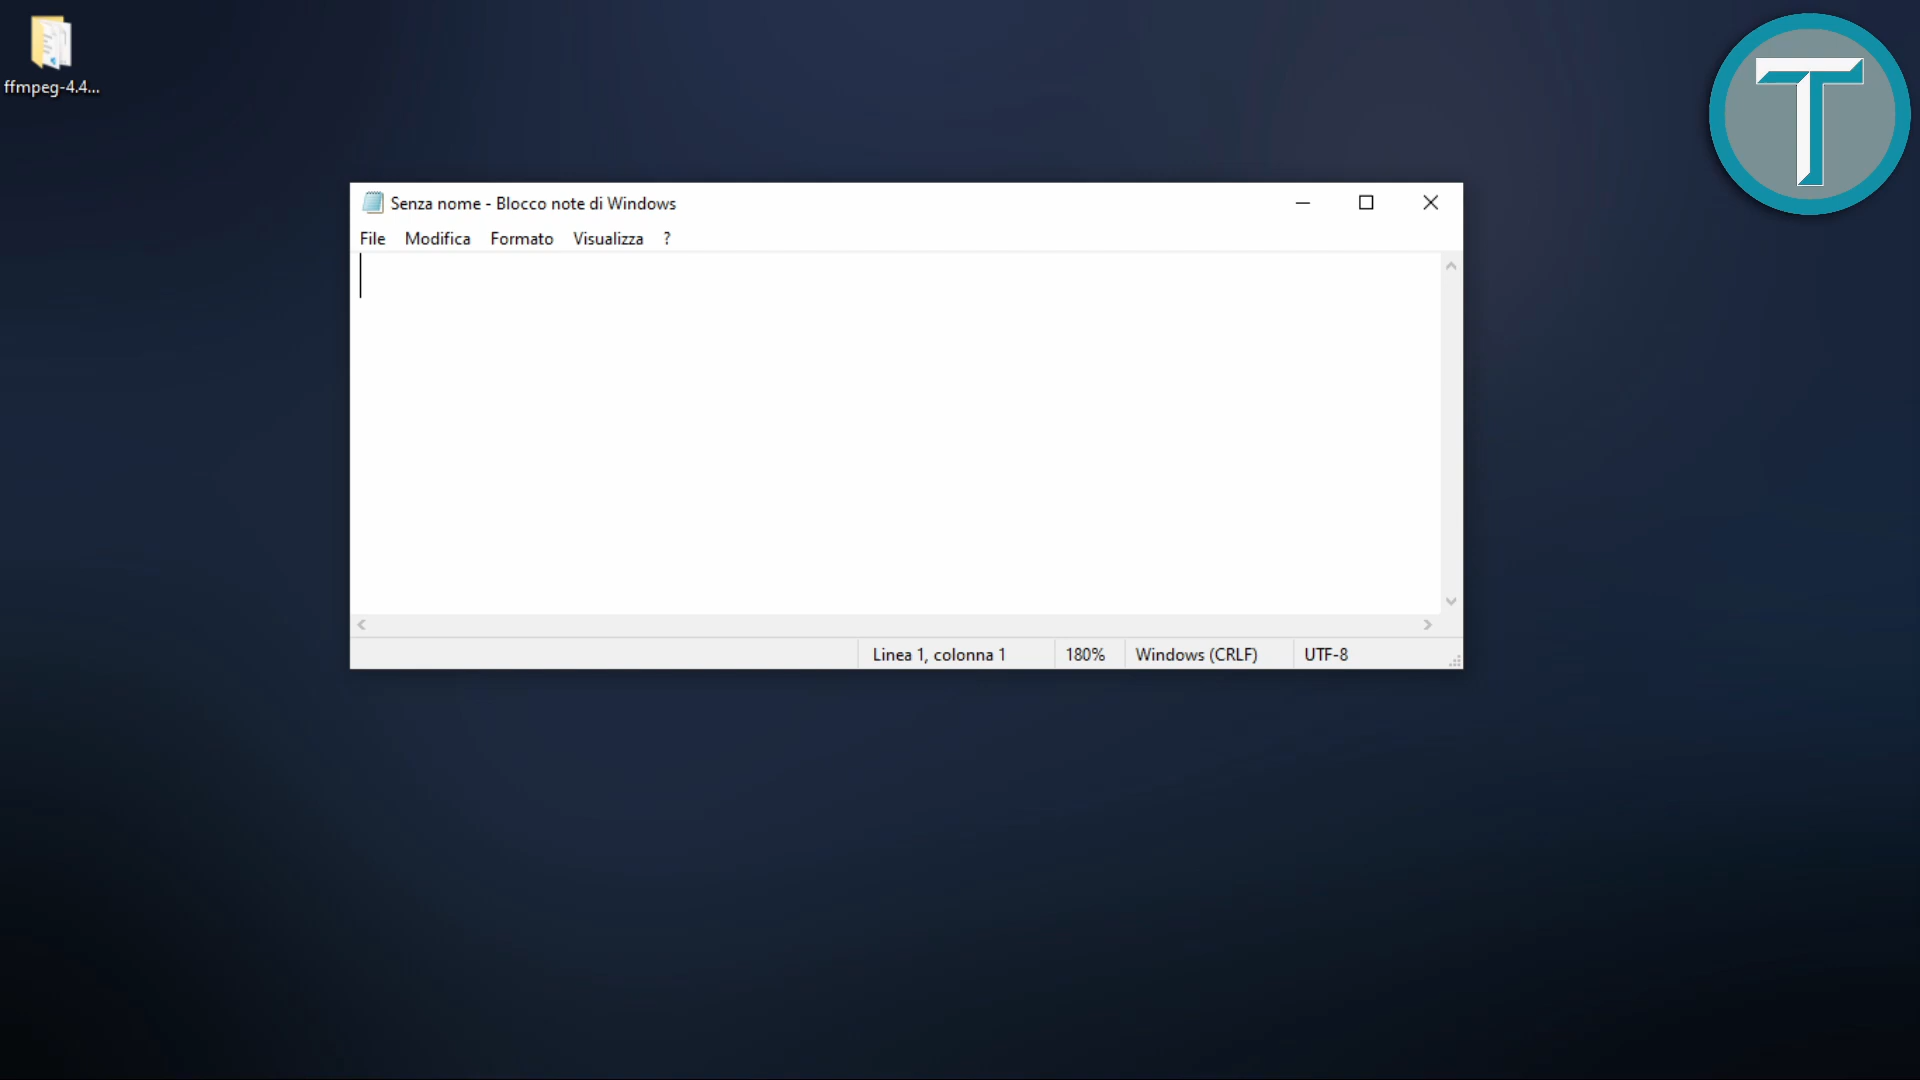 ffmpeg-4.4...
T
Senza nome - Blocco note di Windows
File Modifica Formato Visualizza ?
Linea 1, colonna 1 180% Windows (CRLF) UTF-8